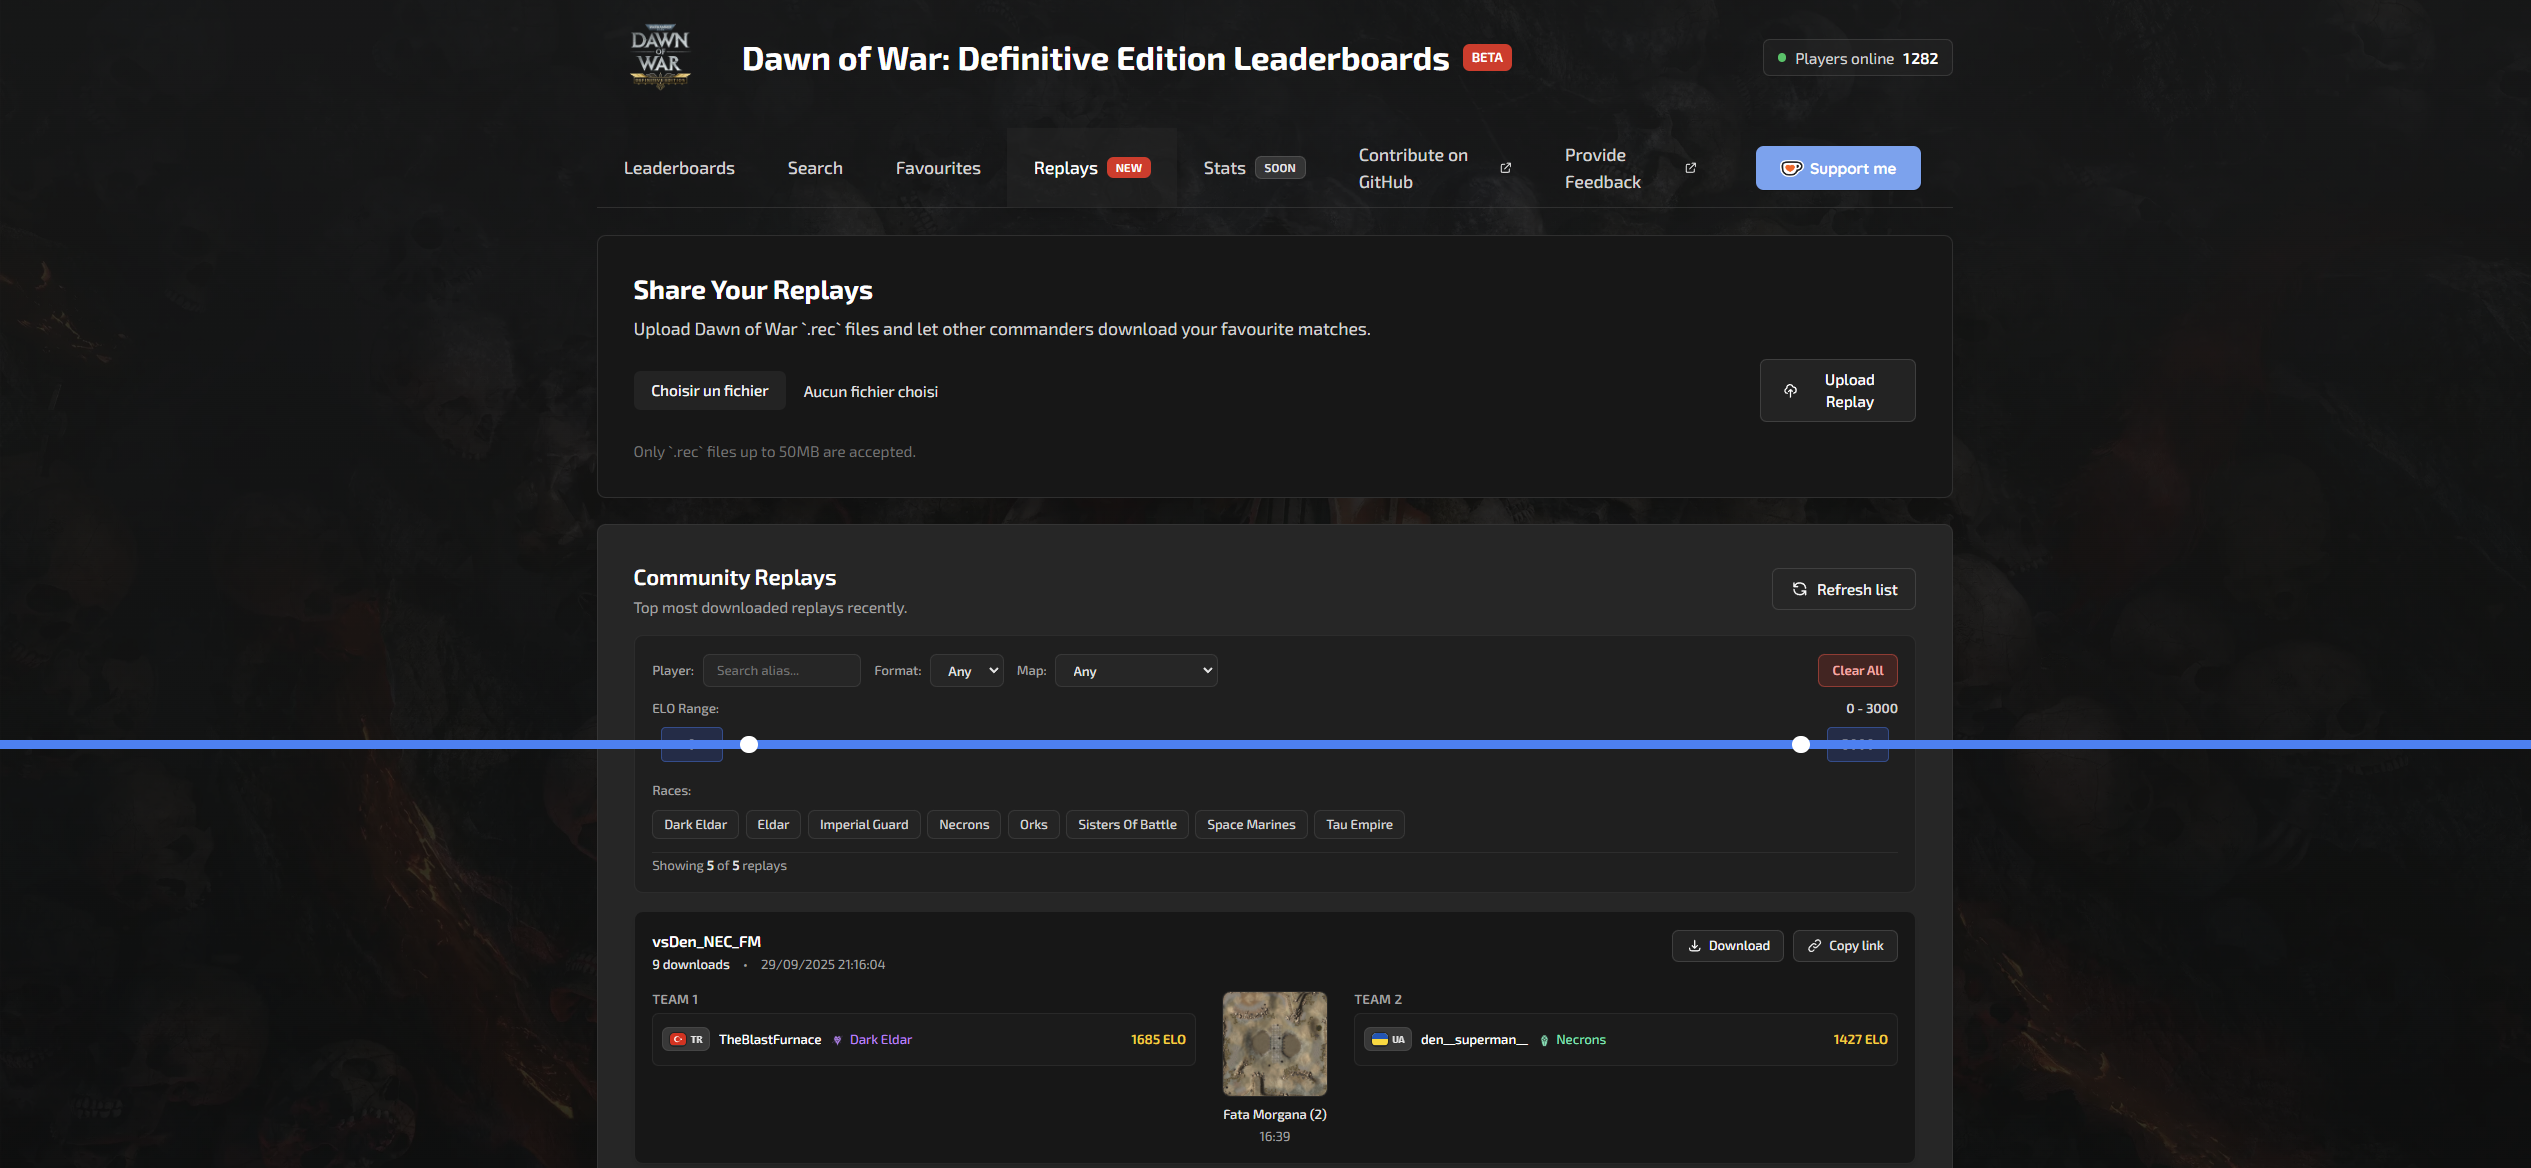 DAWN
OF
WAR
DEFINITIVE EDITION
Dawn of War: Definitive Edition Leaderboards BETA
Players online 1282
Leaderboards Search Favourites Replays NEW Stats SOON Contribute on GitHub Provide Feedback Support me
Share Your Replays
Upload Dawn of War `.rec` files and let other commanders download your favourite matches.
Choisir un fichier Aucun fichier choisi
Upload
Replay
Only `.rec` files up to 50MB are accepted.
Community Replays
Top most downloaded replays recently.
Refresh list
Player: Search alias... Format: Any Map: Any Clear All
ELO Range: 0 - 3000
Races:
Dark Eldar Eldar Imperial Guard Necrons Orks Sisters Of Battle Space Marines Tau Empire
Showing 5 of 5 replays
vsDen_NEC_FM
9 downloads • 29/09/2025 21:16:04
Download Copy link
TEAM 1
TR TheBlastFurnace Dark Eldar 1685 ELO
Fata Morgana (2)
16:39
TEAM 2
UA den__superman__ Necrons 1427 ELO